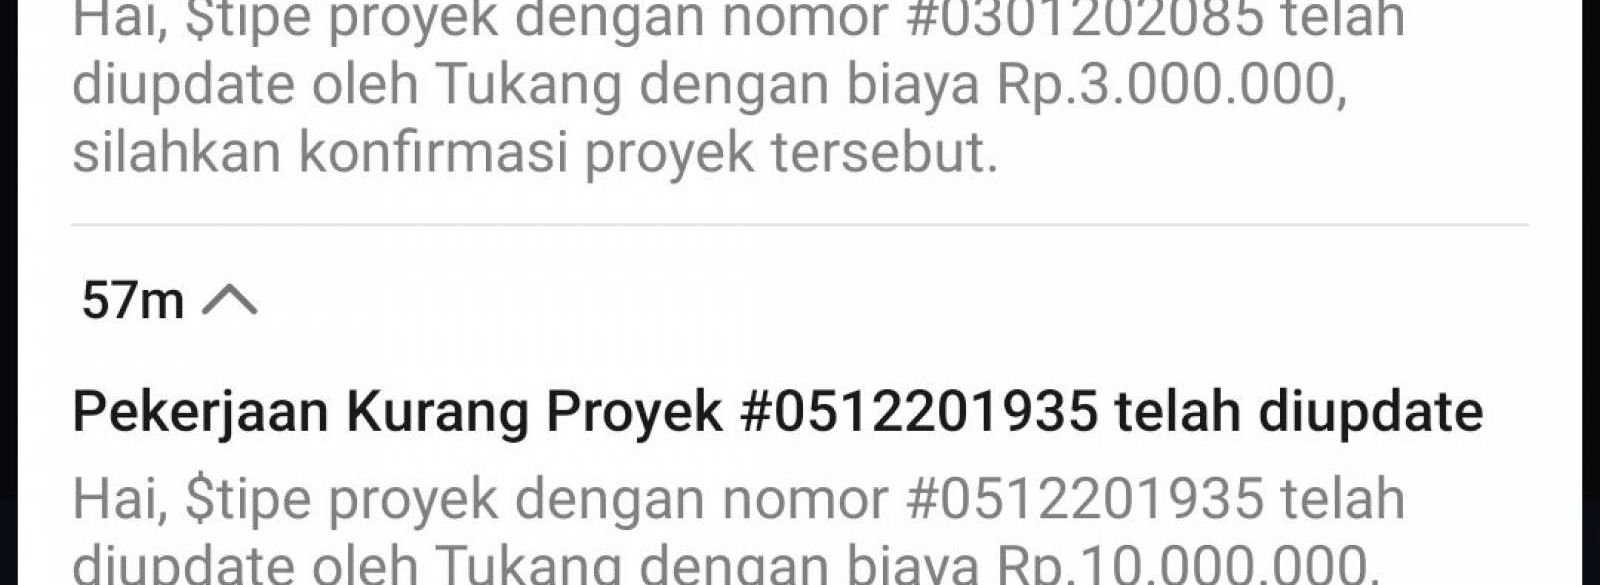 Hai, $tipe proyek dengan nomor #0301202085 telah
diupdate oleh Tukang dengan biaya Rp.3.000.000,
silahkan konfirmasi proyek tersebut.
57m
Pekerjaan Kurang Proyek #0512201935 telah diupdate
Hai, $tipe proyek dengan nomor #0512201935 telah
diupdate oleh Tukang dengan biaya Rp.10.000.000,